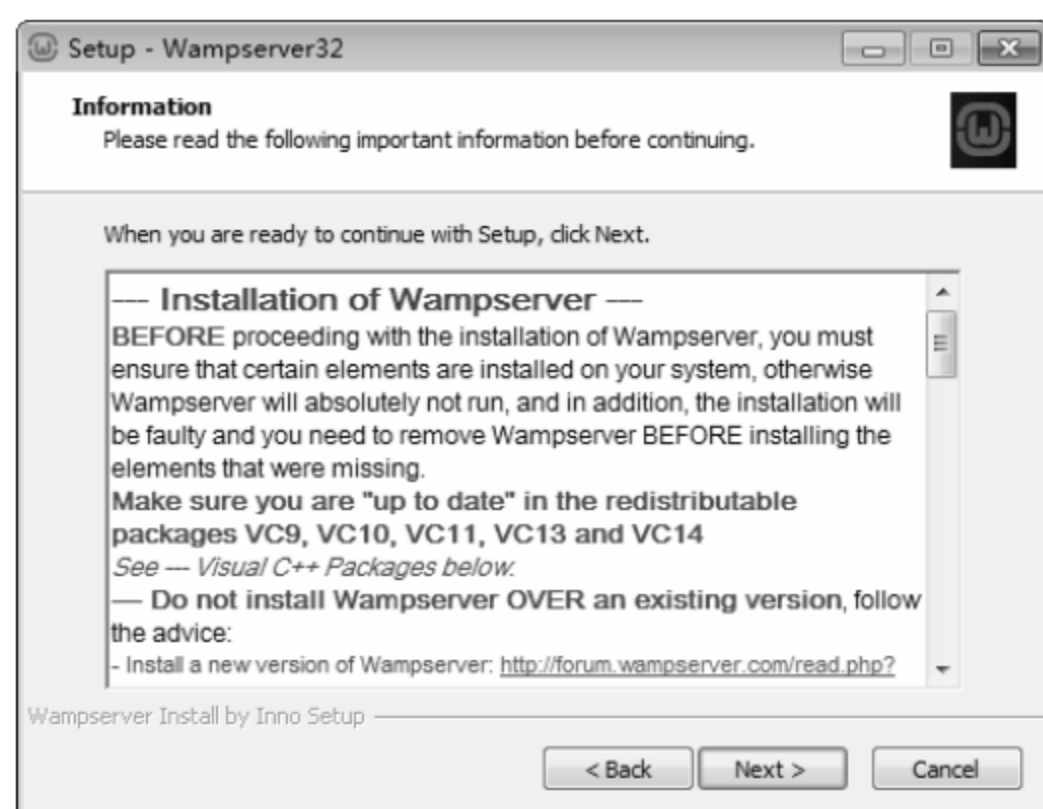 Setup - Wampserver32
Information
Please read the following important information before continuing.
When you are ready to continue with Setup, click Next.
--- Installation of Wampserver ---
BEFORE proceeding with the installation of Wampserver, you must
ensure that certain elements are installed on your system, otherwise
Wampserver will absolutely not run, and in addition, the installation will
be faulty and you need to remove Wampserver BEFORE installing the
elements that were missing.
Make sure you are "up to date" in the redistributable
packages VC9, VC10, VC11, VC13 and VC14
See --- Visual C++ Packages below.
--- Do not install Wampserver OVER an existing version, follow
the advice:
- Install a new version of Wampserver: http://forum.wampserver.com/read.php?
Wampserver Install by Inno Setup
< Back
Next >
Cancel